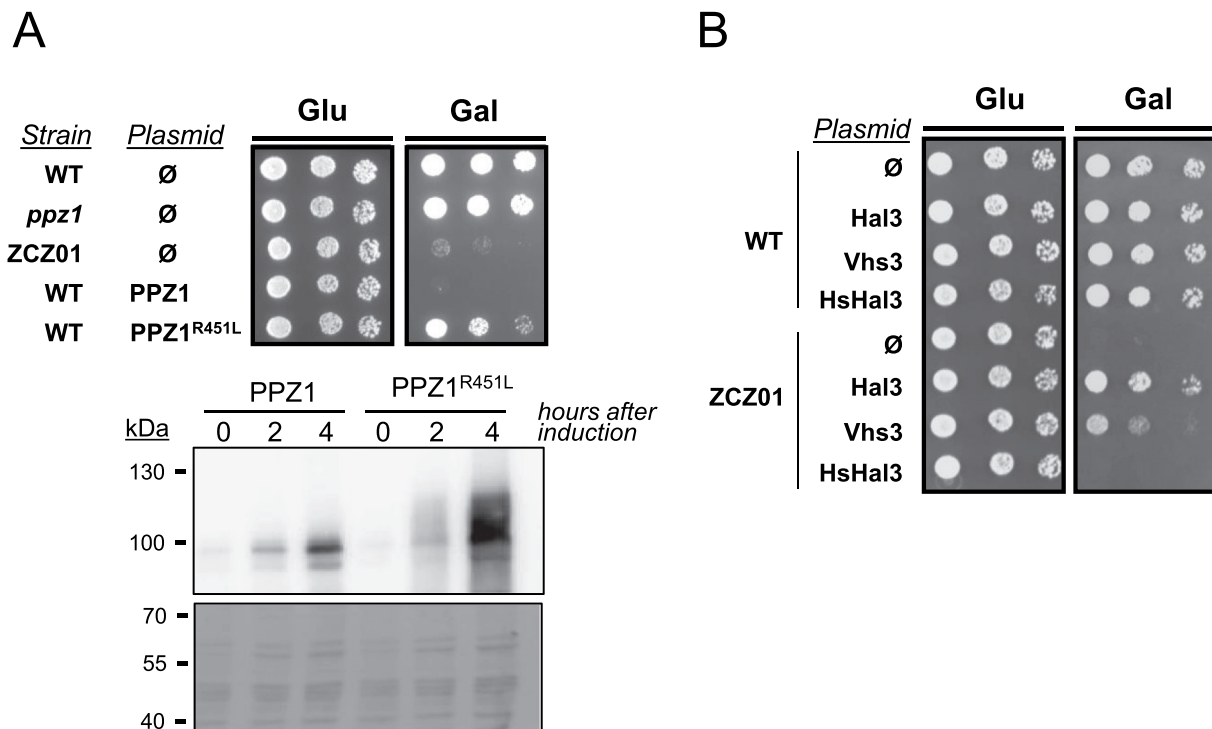 A
Glu Gal
Strain Plasmid
WT Ø
ppz1 Ø
ZCZ01 Ø
WT PPZ1
WT PPZ1R451L
PPZ1 PPZ1R451L
hours after
kDa 0 2 4 0 2 4 induction
130
100
70
55
40
B
Glu Gal
Plasmid
Ø
Hal3
WT
Vhs3
HsHal3
Ø
Hal3
ZCZ01
Vhs3
HsHal3